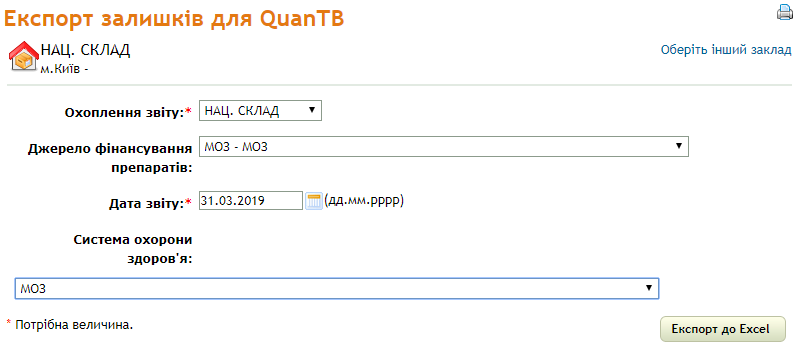 Експорт залишків для QuanTB
НАЦ. СКЛАД
Оберіть інший заклад
м.Київ -
Охоплення звіту:* НАЦ. СКЛАД
Джерело фінансування препаратів: МОЗ - МОЗ
Дата звіту:* 31.03.2019 (дд.мм.рррр)
Система охорони здоров'я:
МОЗ
* Потрібна величина.
Експорт до Excel